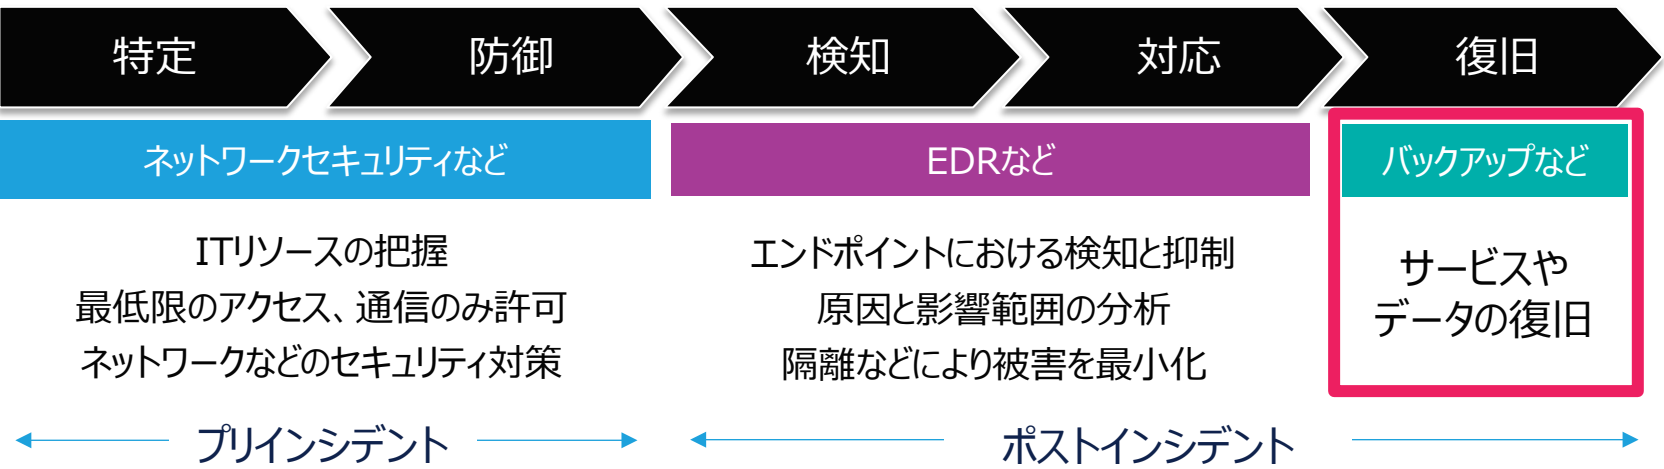 特定
防御
検知
対応
復旧
ネットワークセキュリティなど
EDRなど
バックアップなど
ITリソースの把握
最低限のアクセス、通信のみ許可
ネットワークなどのセキュリティ対策
エンドポイントにおける検知と抑制
原因と影響範囲の分析
隔離などにより被害を最小化
サービスや
データの復旧
プリインシデント
ポストインシデント